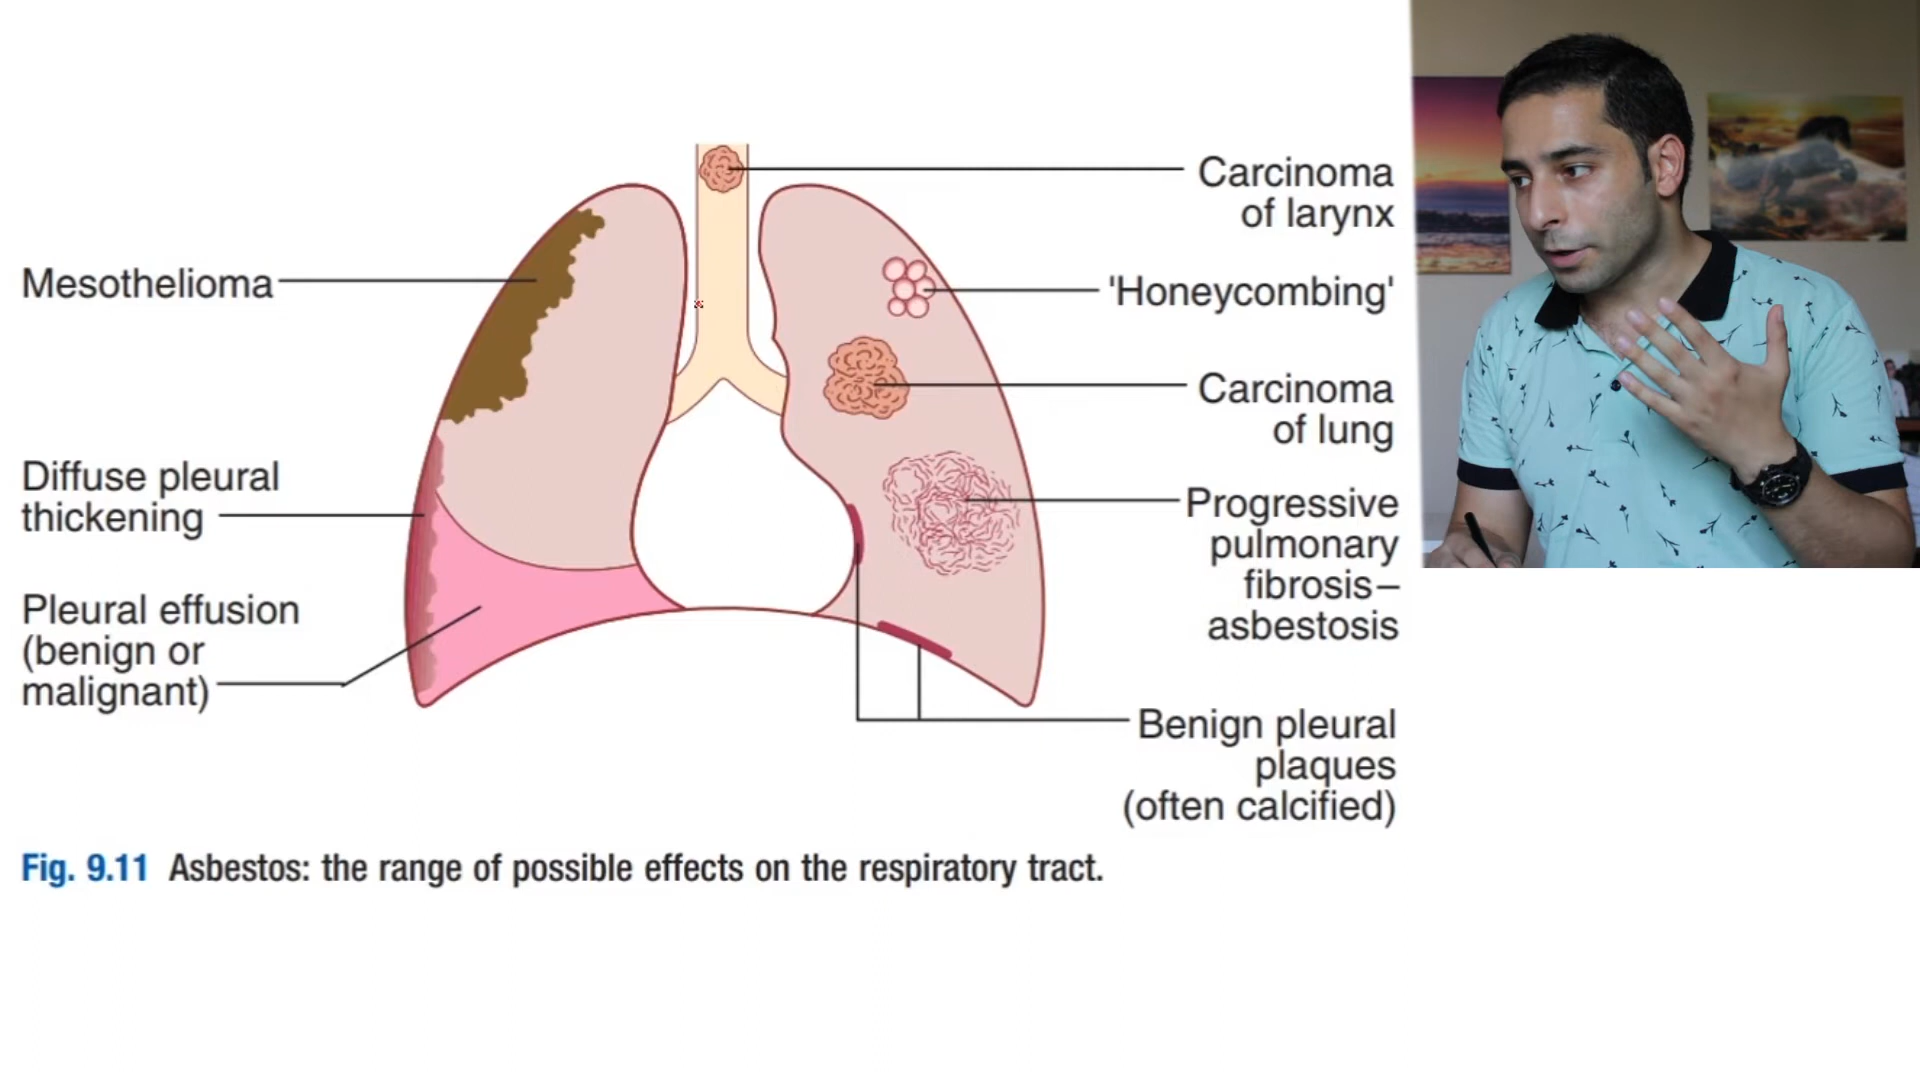 Mesothelioma
Diffuse pleural
thickening
Pleural effusion
(benign or
malignant)
Carcinoma
of larynx
'Honeycombing'
Carcinoma
of lung
Progressive
pulmonary
fibrosis–
asbestosis
Benign pleural
plaques
(often calcified)
Fig. 9.11 Asbestos: the range of possible effects on the respiratory tract.